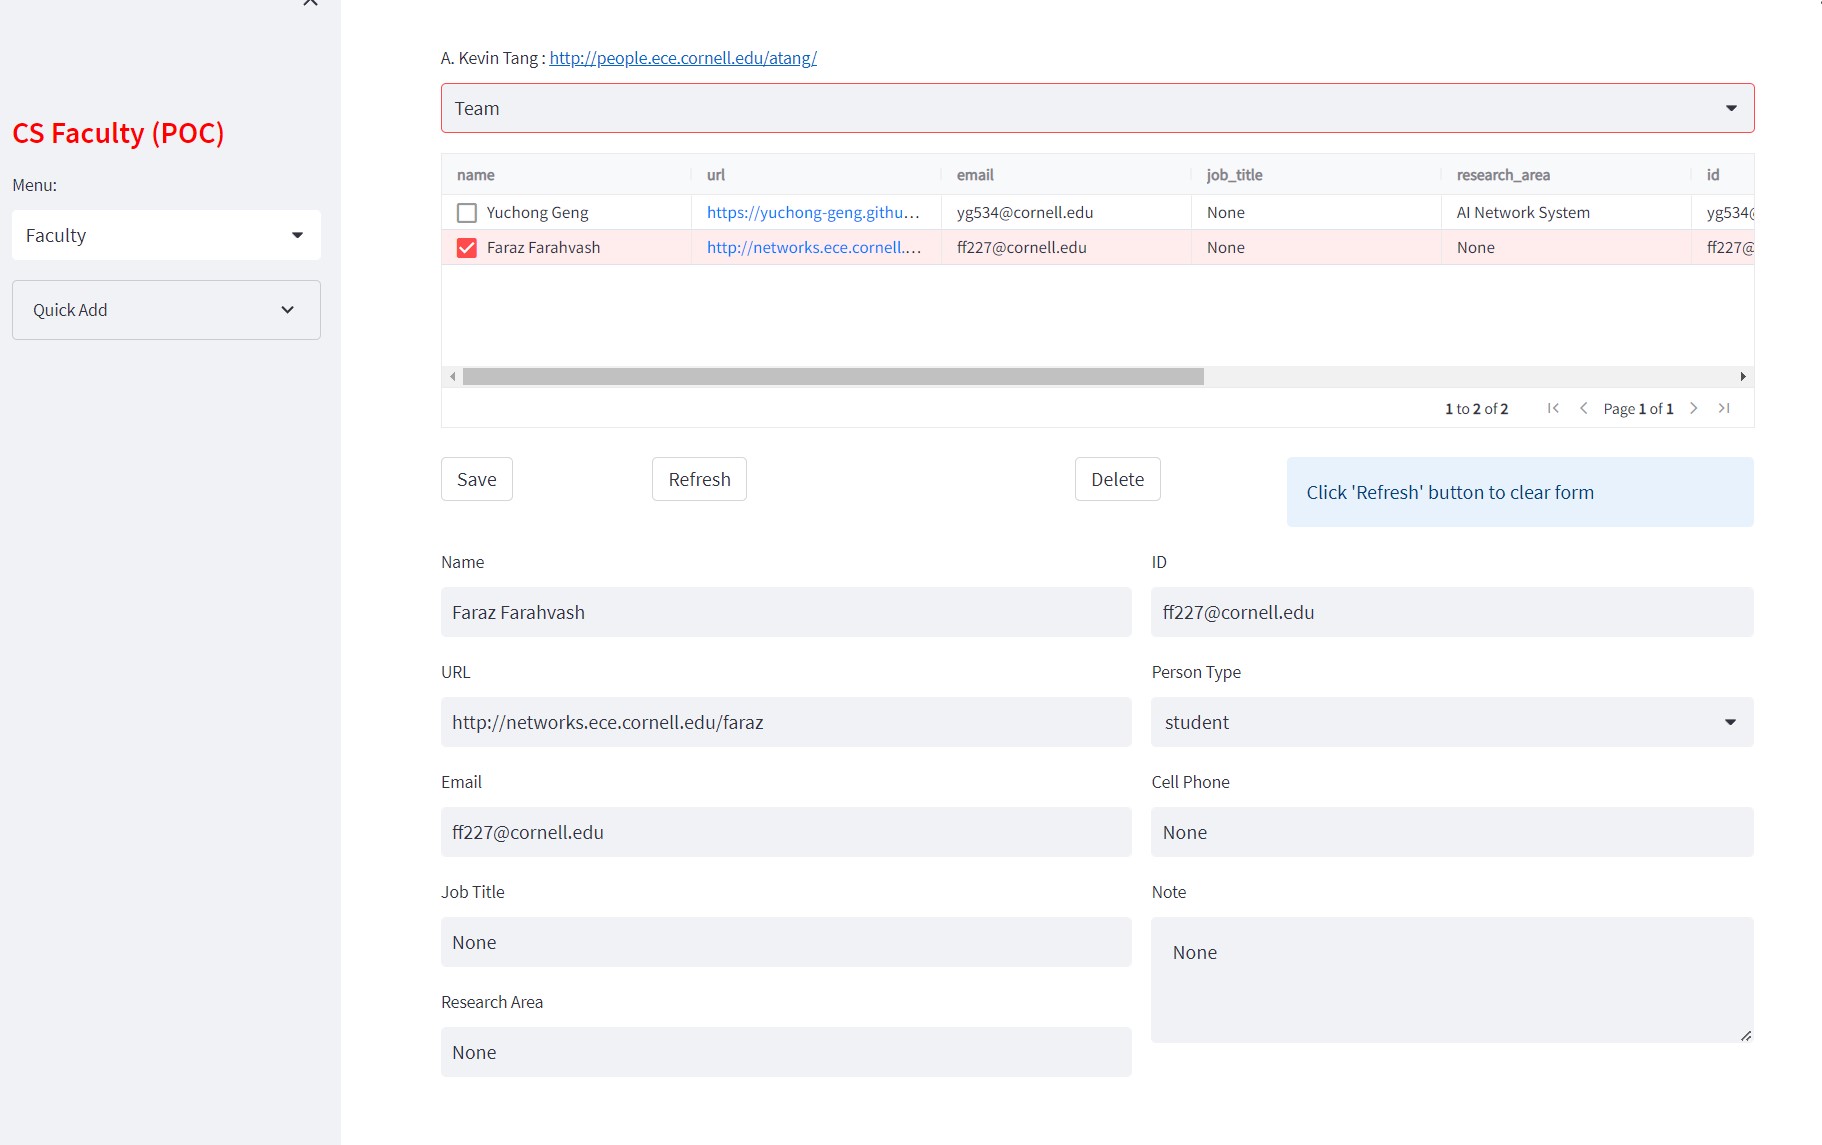 CS Faculty (POC)
Menu:
Faculty
Quick Add
A. Kevin Tang : http://people.ece.cornell.edu/atang/
Team
name url email job_title research_area id
Yuchong Geng https://yuchong-geng.githu... yg534@cornell.edu None AI Network System yg534@
Faraz Farahvash http://networks.ece.cornell.... ff227@cornell.edu None None ff227@
1 to 2 of 2 Page 1 of 1
Save Refresh Delete Click 'Refresh' button to clear form
Name
Faraz Farahvash
URL
http://networks.ece.cornell.edu/faraz
Email
ff227@cornell.edu
Job Title
None
Research Area
None
ID
ff227@cornell.edu
Person Type
student
Cell Phone
None
Note
None